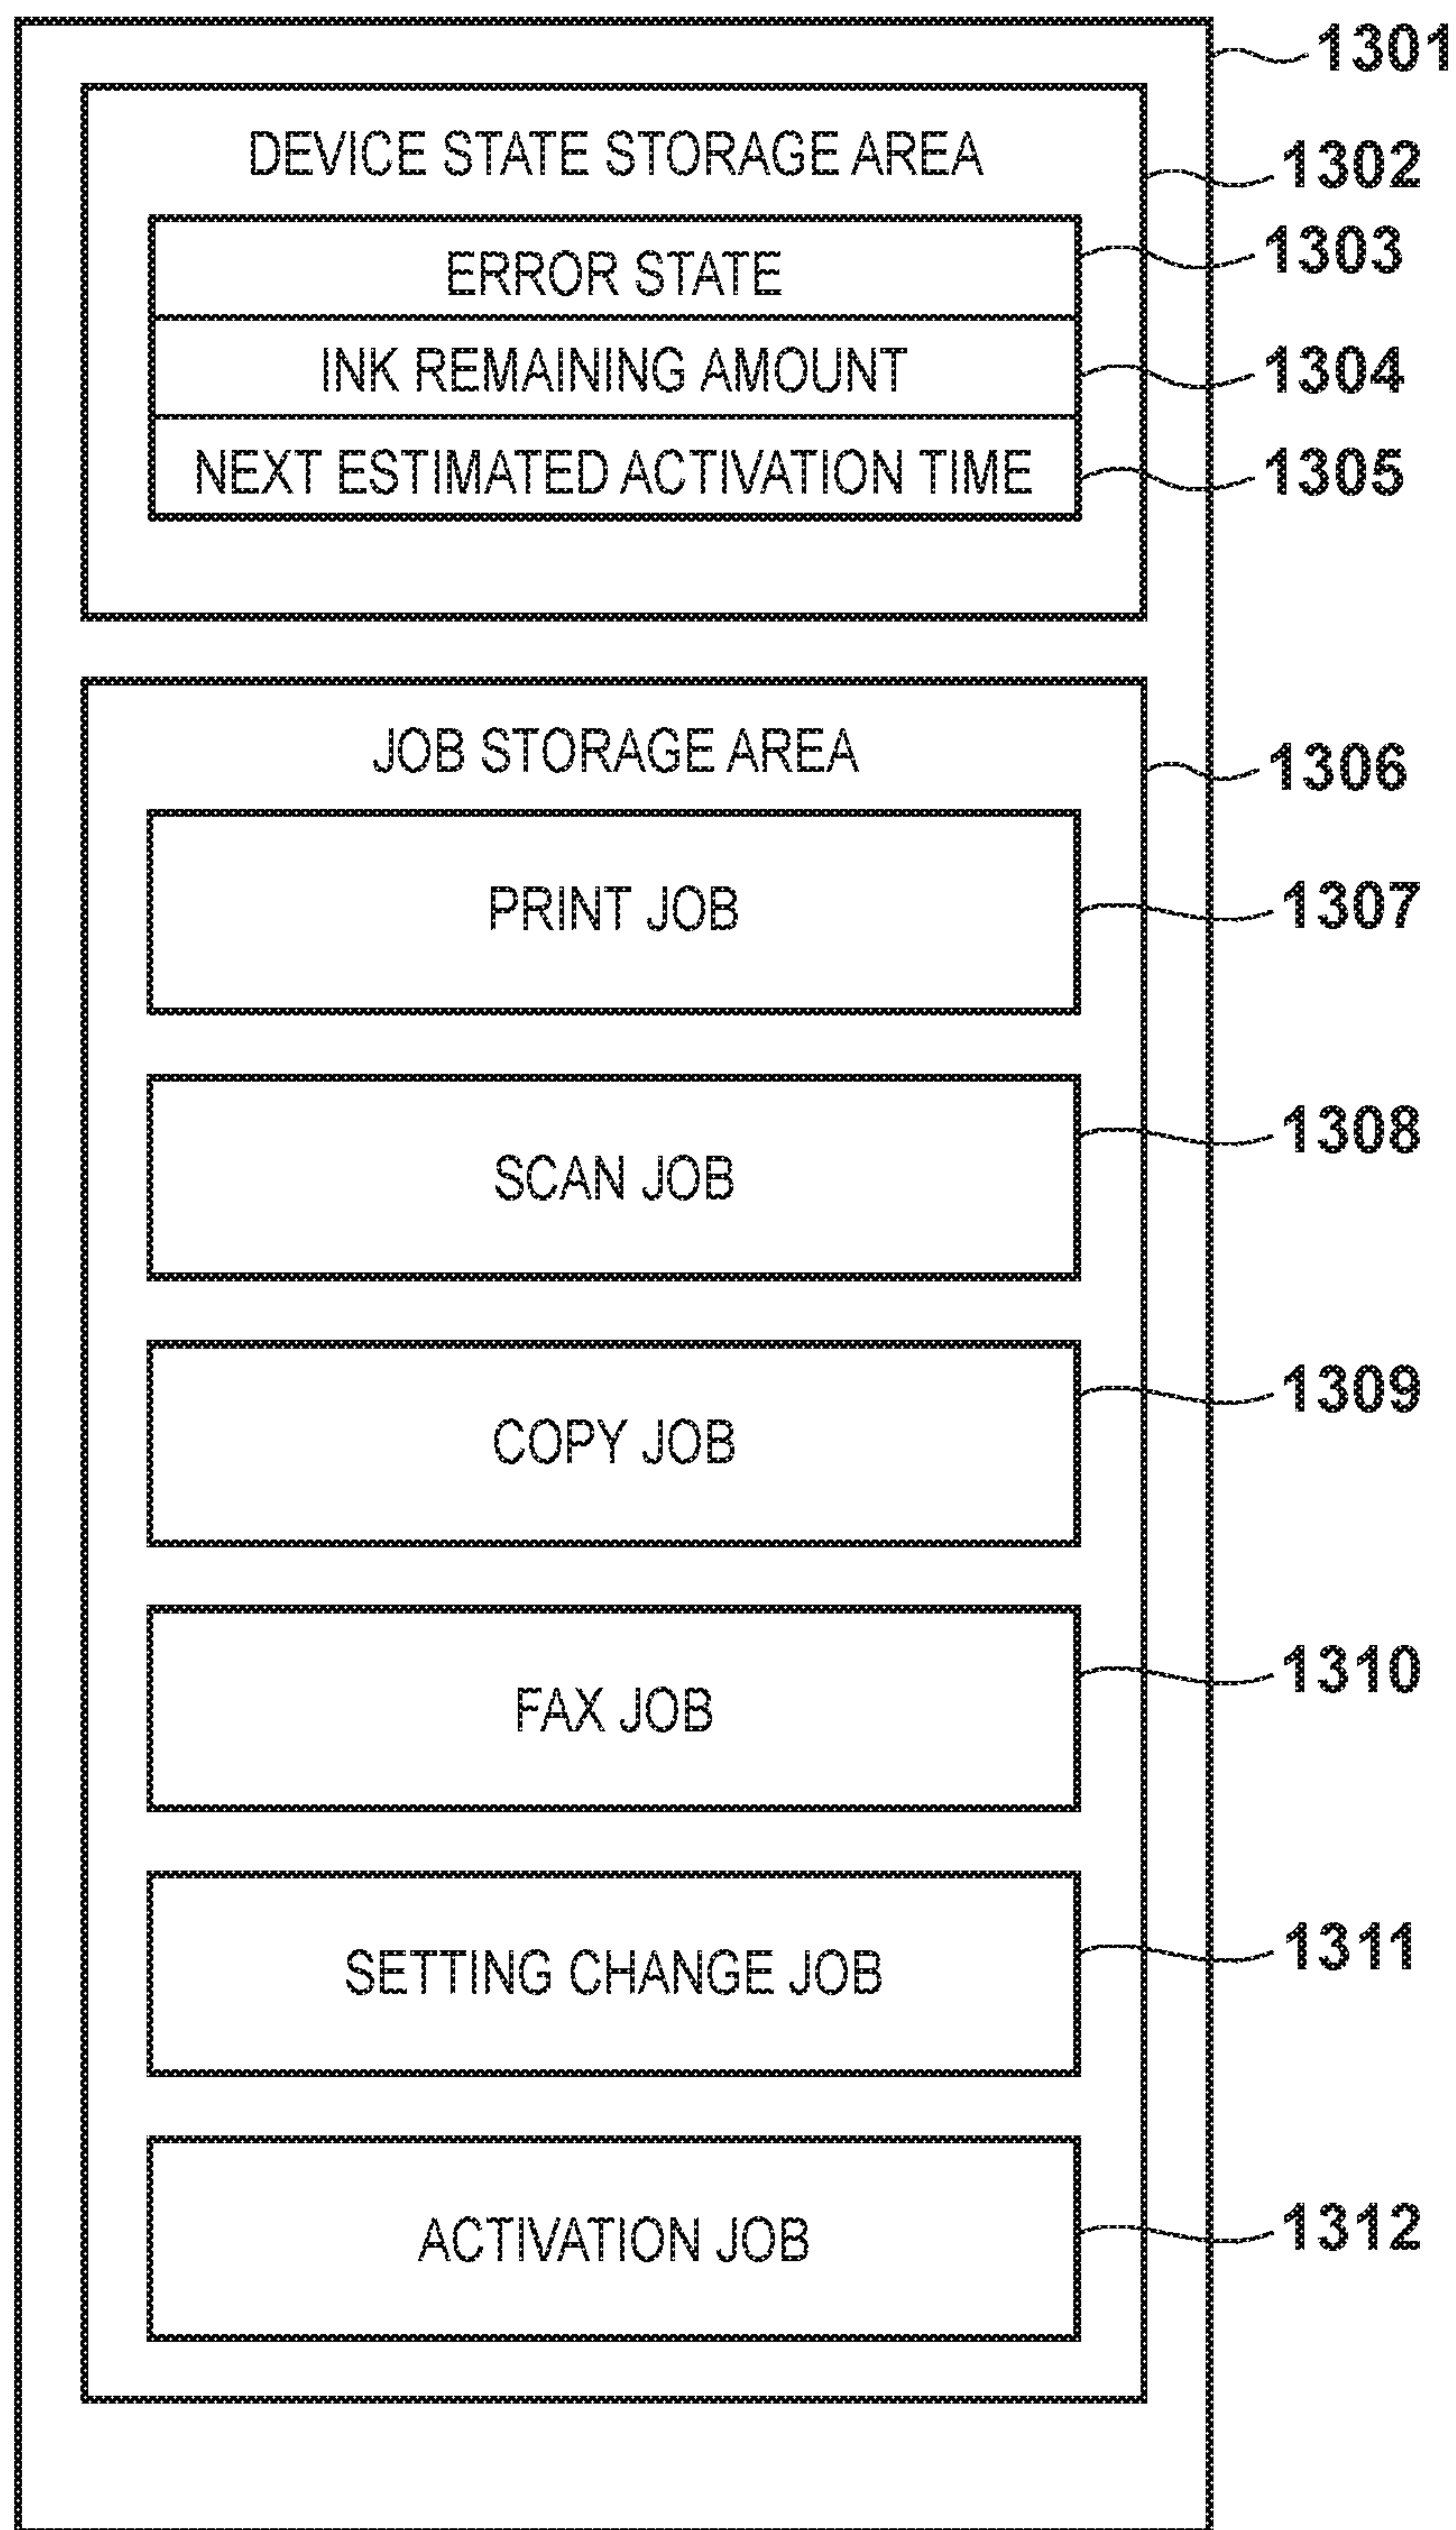 1301
DEVICE STATE STORAGE AREA
1302
ERROR STATE
1303
INK REMAINING AMOUNT
1304
NEXT ESTIMATED ACTIVATION TIME
1305
JOB STORAGE AREA
1306
PRINT JOB
1307
SCAN JOB
1308
COPY JOB
1309
FAX JOB
1310
SETTING CHANGE JOB
1311
ACTIVATION JOB
1312